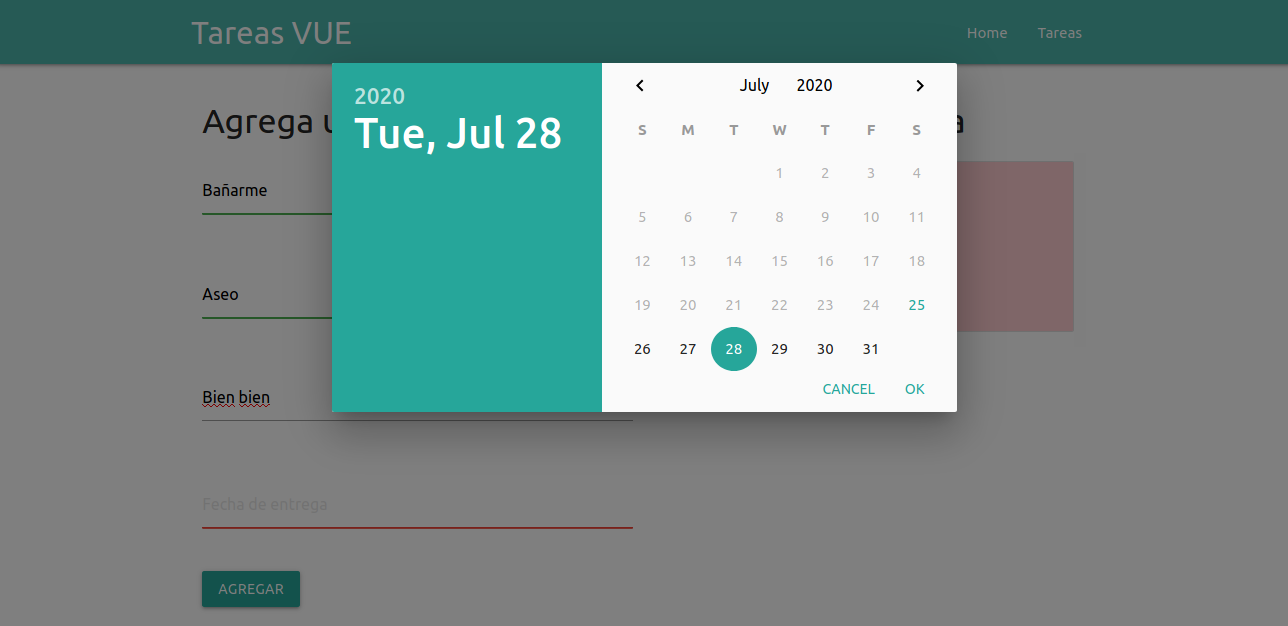 Tareas VUE
Home Tareas
Agrega
Bañarme
Aseo
Bien bien
Fecha de entrega
AGREGAR
2020
Tue, Jul 28
July 2020
S M T W T F S
1 2 3 4
5 6 7 8 9 10 11
12 13 14 15 16 17 18
19 20 21 22 23 24 25
26 27 28 29 30 31
CANCEL OK